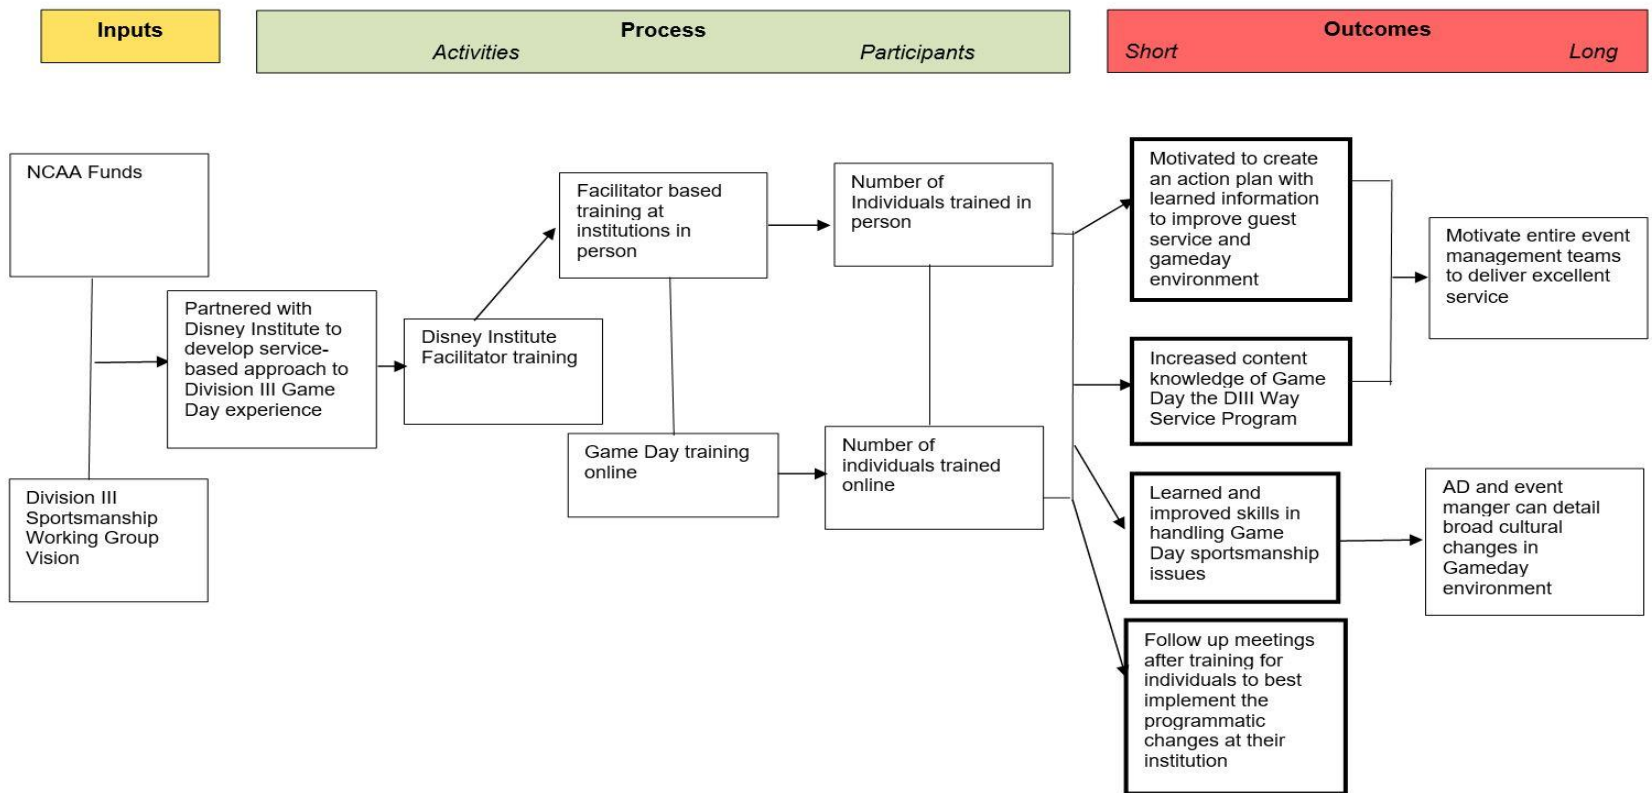 Inputs
Process
Activities
Participants
Outcomes
Short
Long
NCAA Funds
Division III
Sportsmanship
Working Group
Vision
Partnered with
Disney Institute to
develop service-
based approach to
Division III Game
Day experience
Disney Institute
Facilitator training
Facilitator based
training at
institutions in
person
Game Day training
online
Number of
Individuals trained in
person
Number of
individuals trained
online
Motivated to create
an action plan with
learned information
to improve guest
service and
gameday
environment
Increased content
knowledge of Game
Day the DIII Way
Service Program
Learned and
improved skills in
handling Game
Day sportsmanship
issues
Follow up meetings
after training for
individuals to best
implement the
programmatic
changes at their
institution
Motivate entire event
management teams
to deliver excellent
service
AD and event
manger can detail
broad cultural
changes in
Gameday
environment